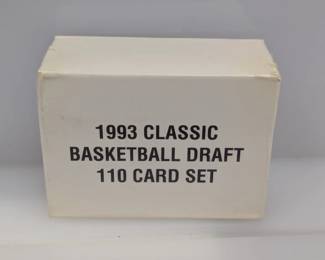 1993 CLASSIC
BASKETBALL DRAFT
110 CARD SET